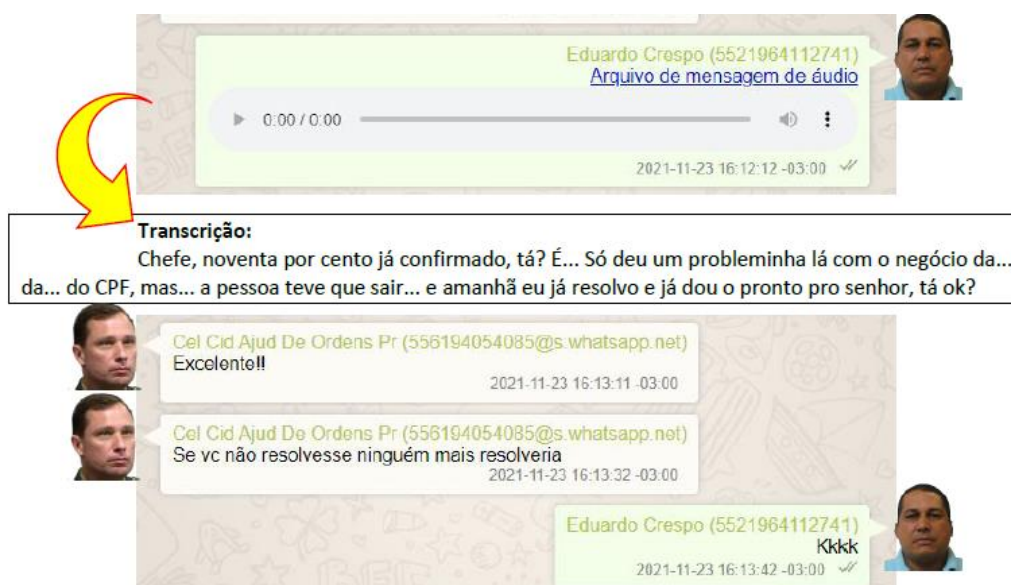 Eduardo Crespo (5521964112741)
Arquivo de mensagem de áudio
0:00 / 0:00
2021-11-23 16:12:12 -03:00
Transcrição:
Chefe, noventa por cento já confirmado, tá? É... Só deu um probleminha lá com o negócio da...
da... do CPF, mas... a pessoa teve que sair... e amanhã eu já resolvo e já dou o pronto pro senhor, tá ok?
Cel Cid Ajud De Ordens Pr (556194054085@s.whatsapp.net)
Excelente!!
2021-11-23 16:13:11 -03:00
Cel Cid Ajud De Ordens Pr (556194054085@s.whatsapp.net)
Se vc não resolvesse ninguém mais resolveria
2021-11-23 16:13:32 -03:00
Eduardo Crespo (5521964112741)
Kkkk
2021-11-23 16:13:42 -03:00